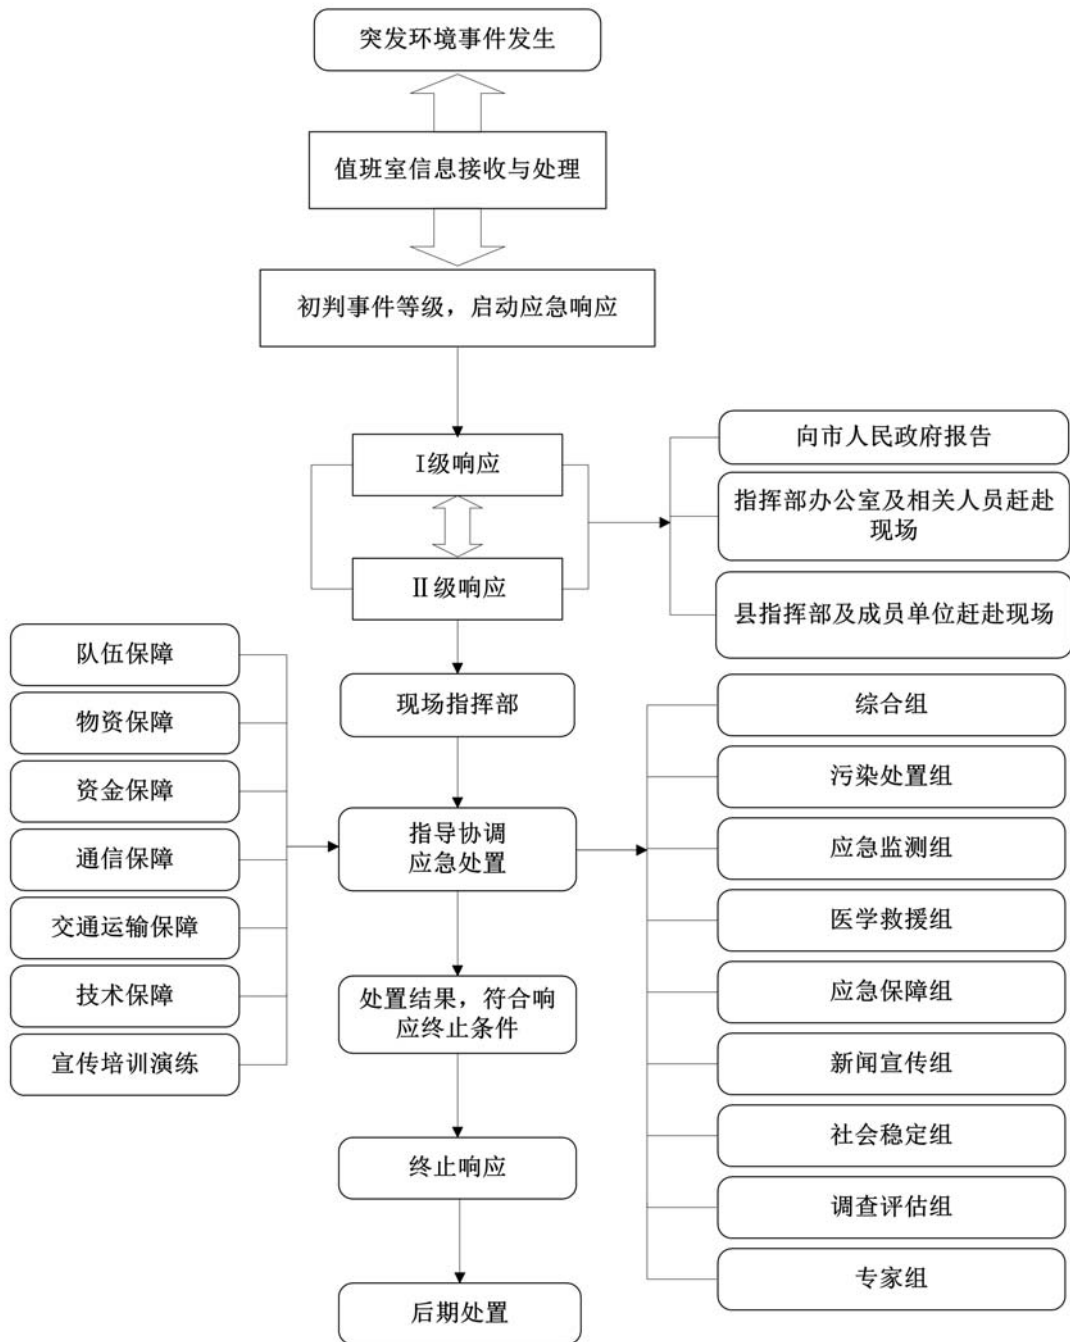 突发环境事件发生
值班室信息接收与处理
初判事件等级，启动应急响应
Ⅰ级响应
Ⅱ级响应
向市人民政府报告
指挥部办公室及相关人员赶赴
现场
县指挥部及成员单位赶赴现场
队伍保障
物资保障
资金保障
通信保障
交通运输保障
技术保障
宣传培训演练
现场指挥部
指导协调
应急处置
处置结果，符合响
应终止条件
终止响应
后期处置
综合组
污染处置组
应急监测组
医学救援组
应急保障组
新闻宣传组
社会稳定组
调查评估组
专家组